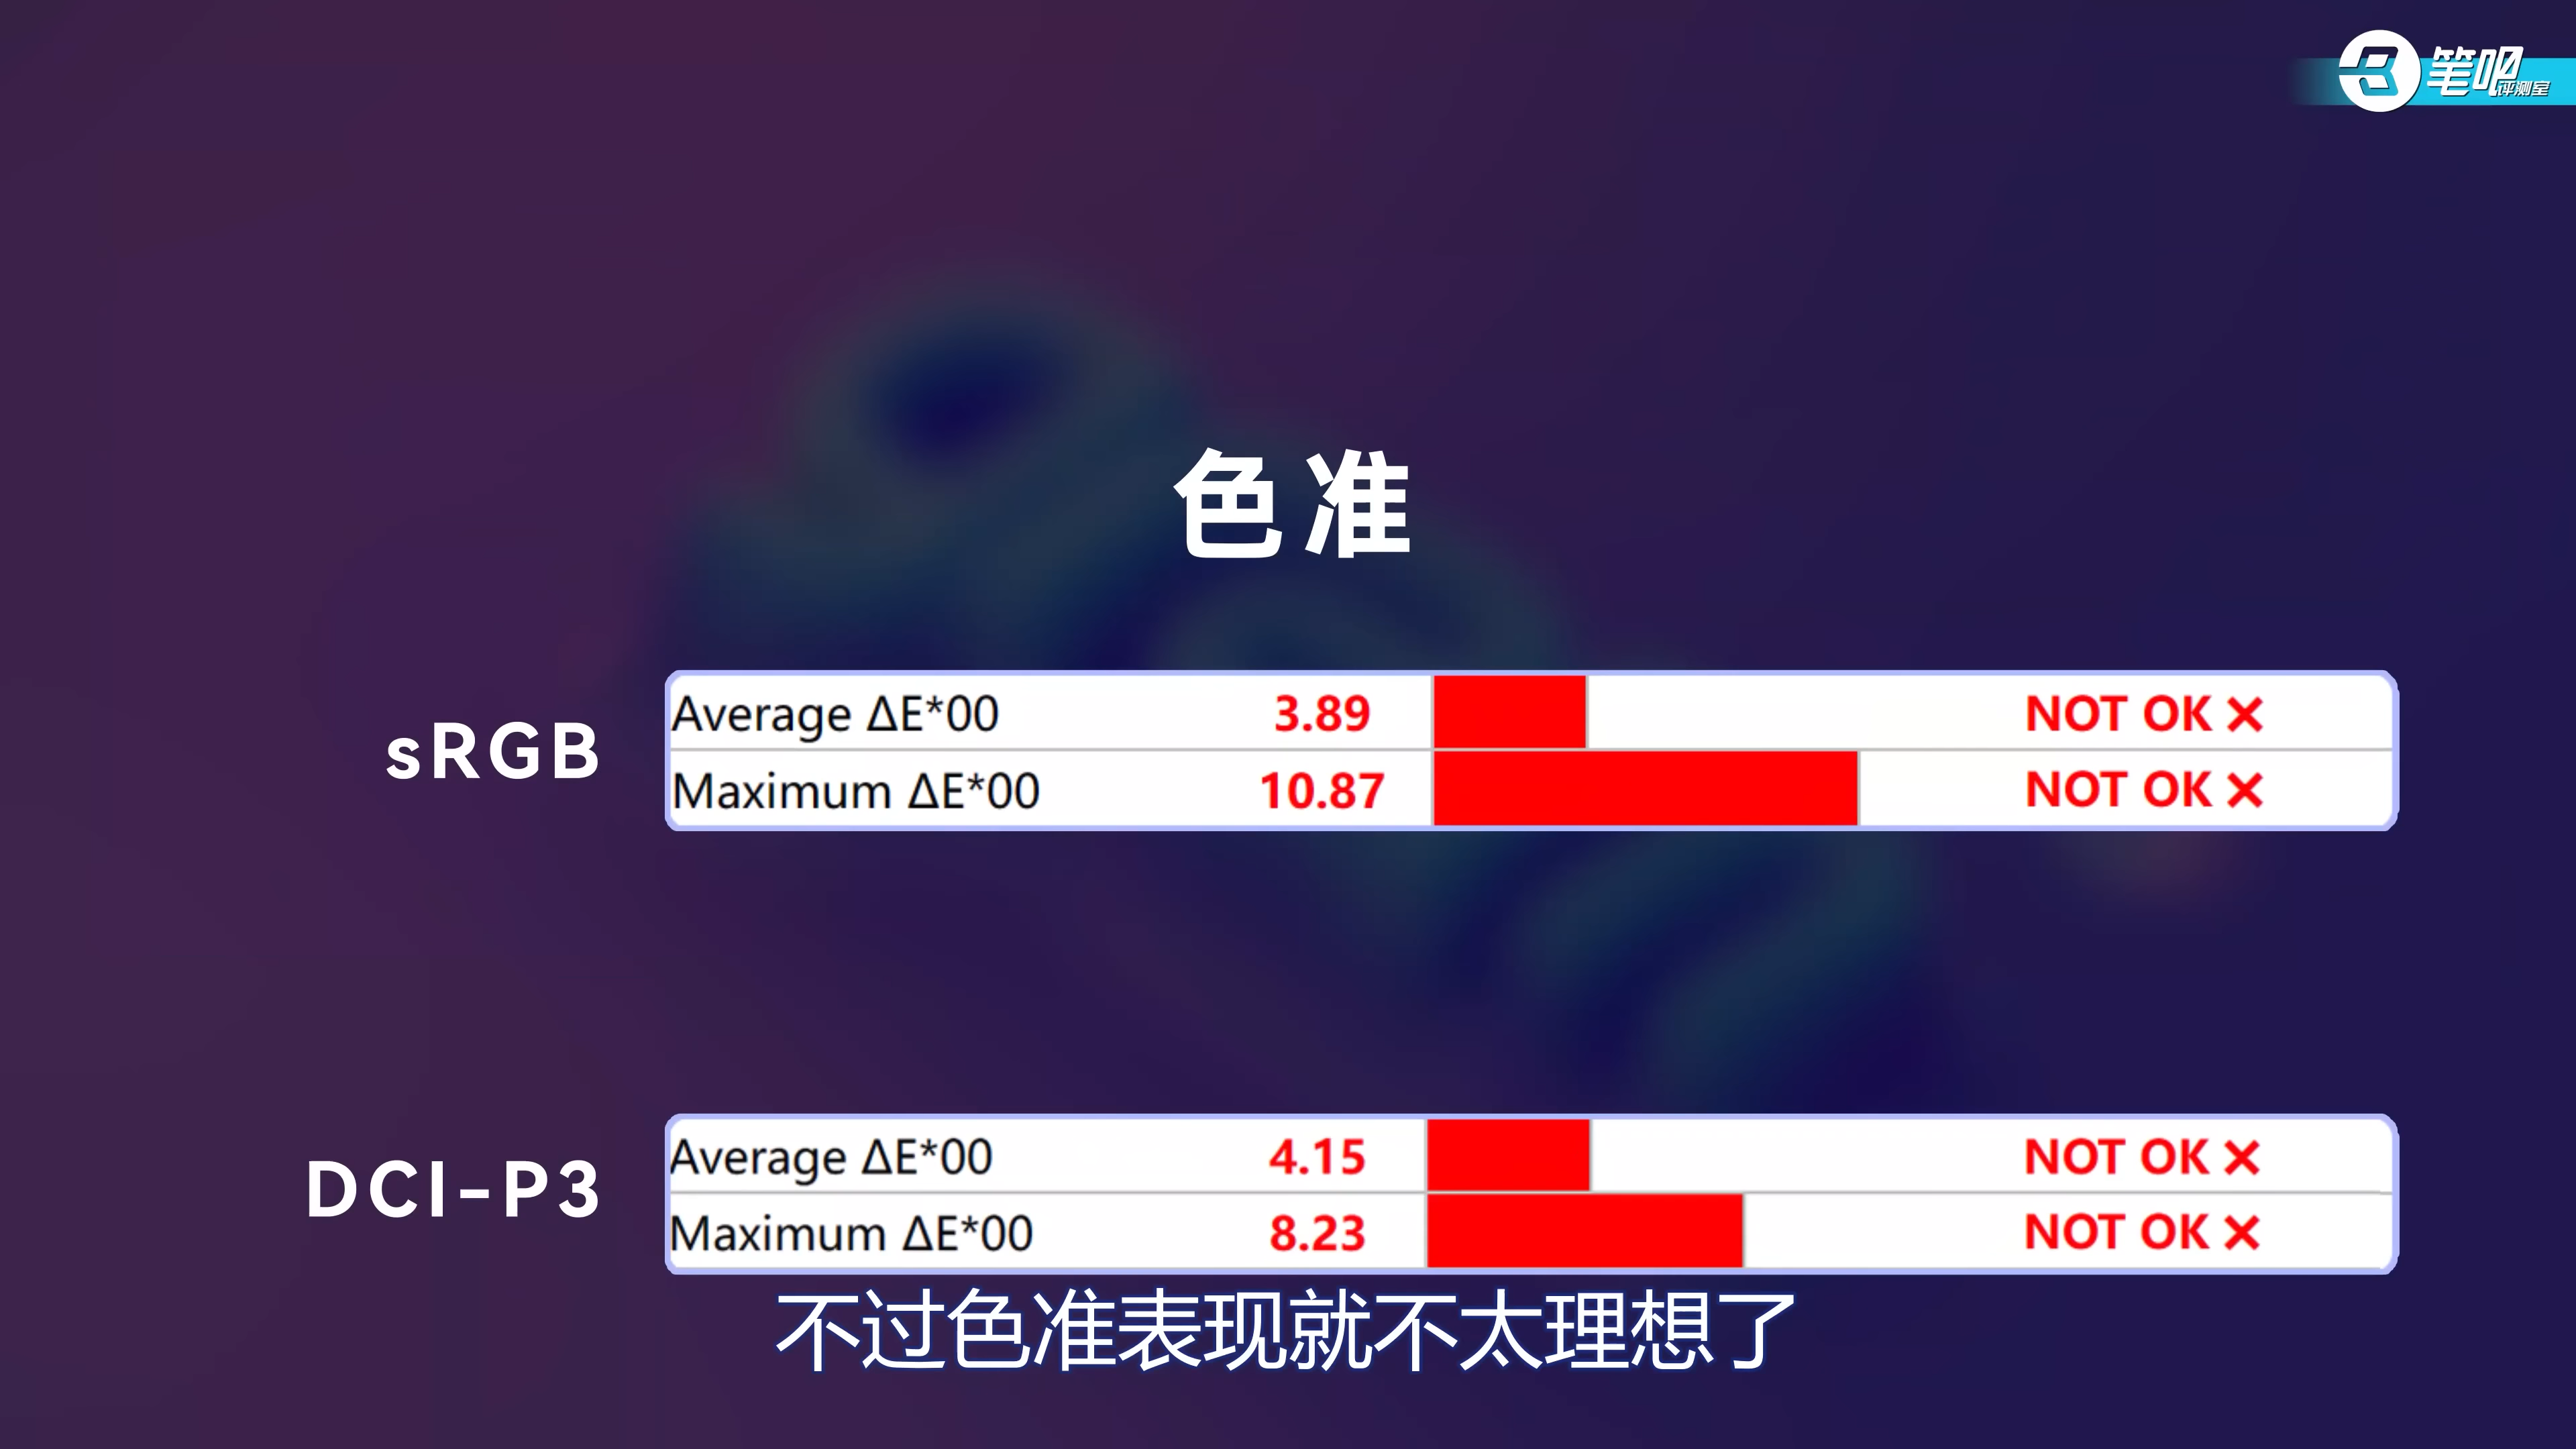 笔吧评测室
色准
sRGB
Average ΔE*00 3.89 NOT OK ×
Maximum ΔE*00 10.87 NOT OK ×
DCI-P3
Average ΔE*00 4.15 NOT OK ×
Maximum ΔE*00 8.23 NOT OK ×
不过色准表现就不太理想了